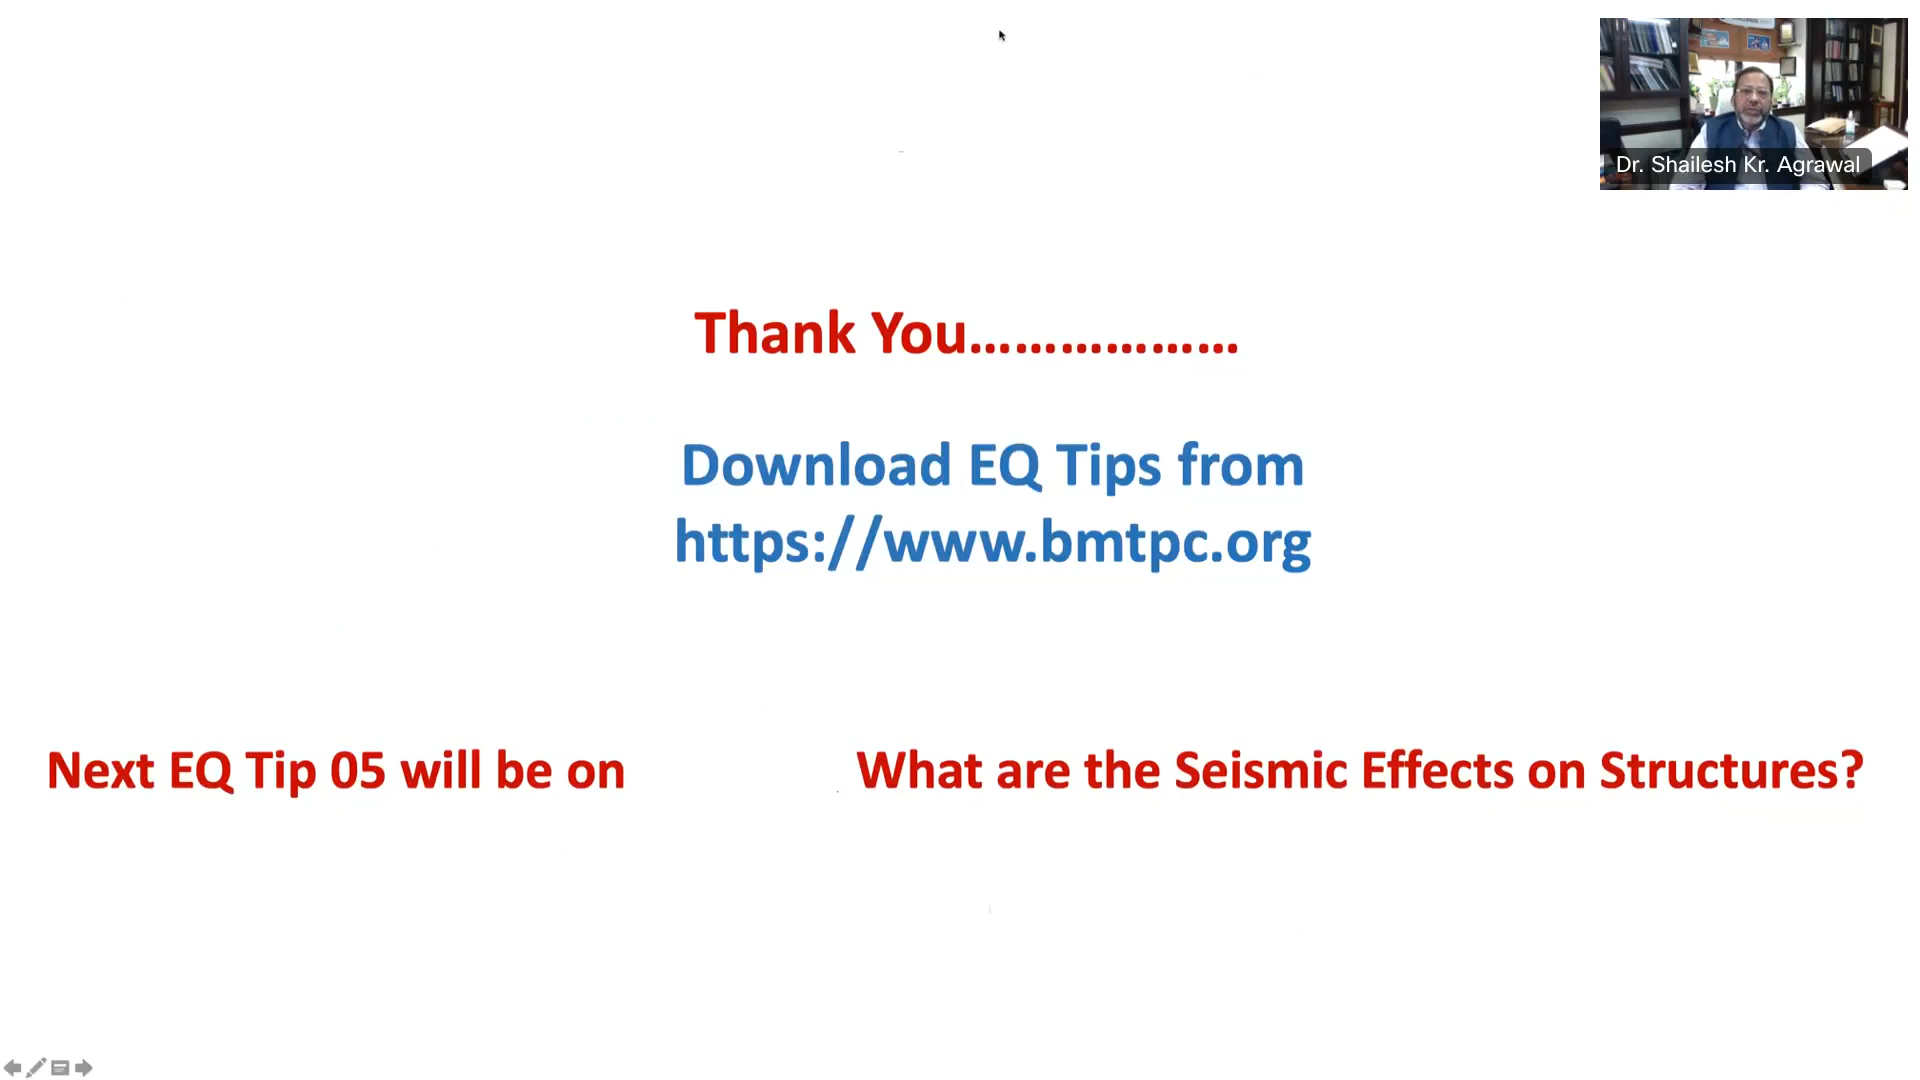 Dr. Shailesh Kr. Agrawal
Thank You………………
Download EQ Tips from
https://www.bmtpc.org
Next EQ Tip 05 will be on What are the Seismic Effects on Structures?